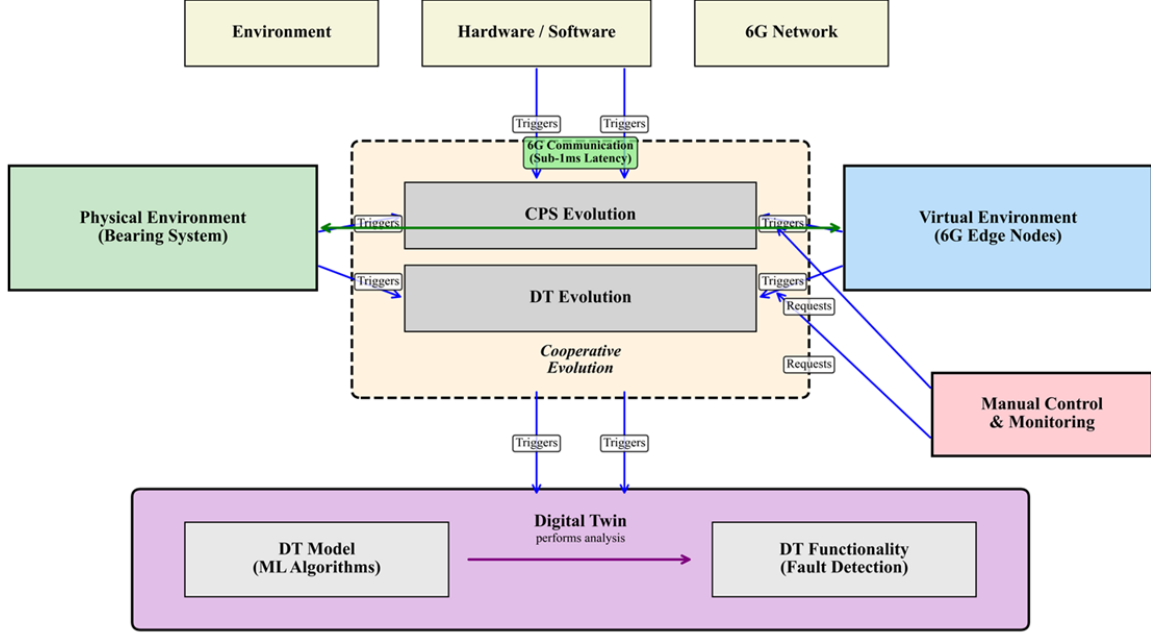 Environment
Hardware / Software
6G Network
Triggers
Triggers
6G Communication
(Sub-1ms Latency)
Physical Environment
(Bearing System)
Triggers
CPS Evolution
Triggers
Virtual Environment
(6G Edge Nodes)
Triggers
DT Evolution
Triggers
Requests
Cooperative
Evolution
Requests
Manual Control
& Monitoring
Triggers
Triggers
Digital Twin
performs analysis
DT Model
(ML Algorithms)
DT Functionality
(Fault Detection)